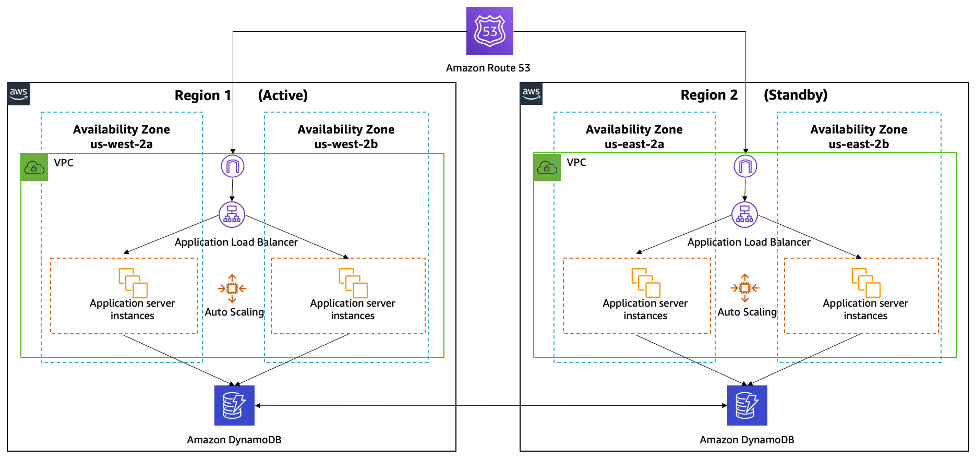 53
Amazon Route 53
aws
Region 1 (Active)
Availability Zone
us-west-2a
Availability Zone
us-west-2b
VPC
Application Load Balancer
Application server
instances
Auto Scaling
Application server
instances
Amazon DynamoDB
aws
Region 2 (Standby)
Availability Zone
us-east-2a
Availability Zone
us-east-2b
VPC
Application Load Balancer
Application server
instances
Auto Scaling
Application server
instances
Amazon DynamoDB